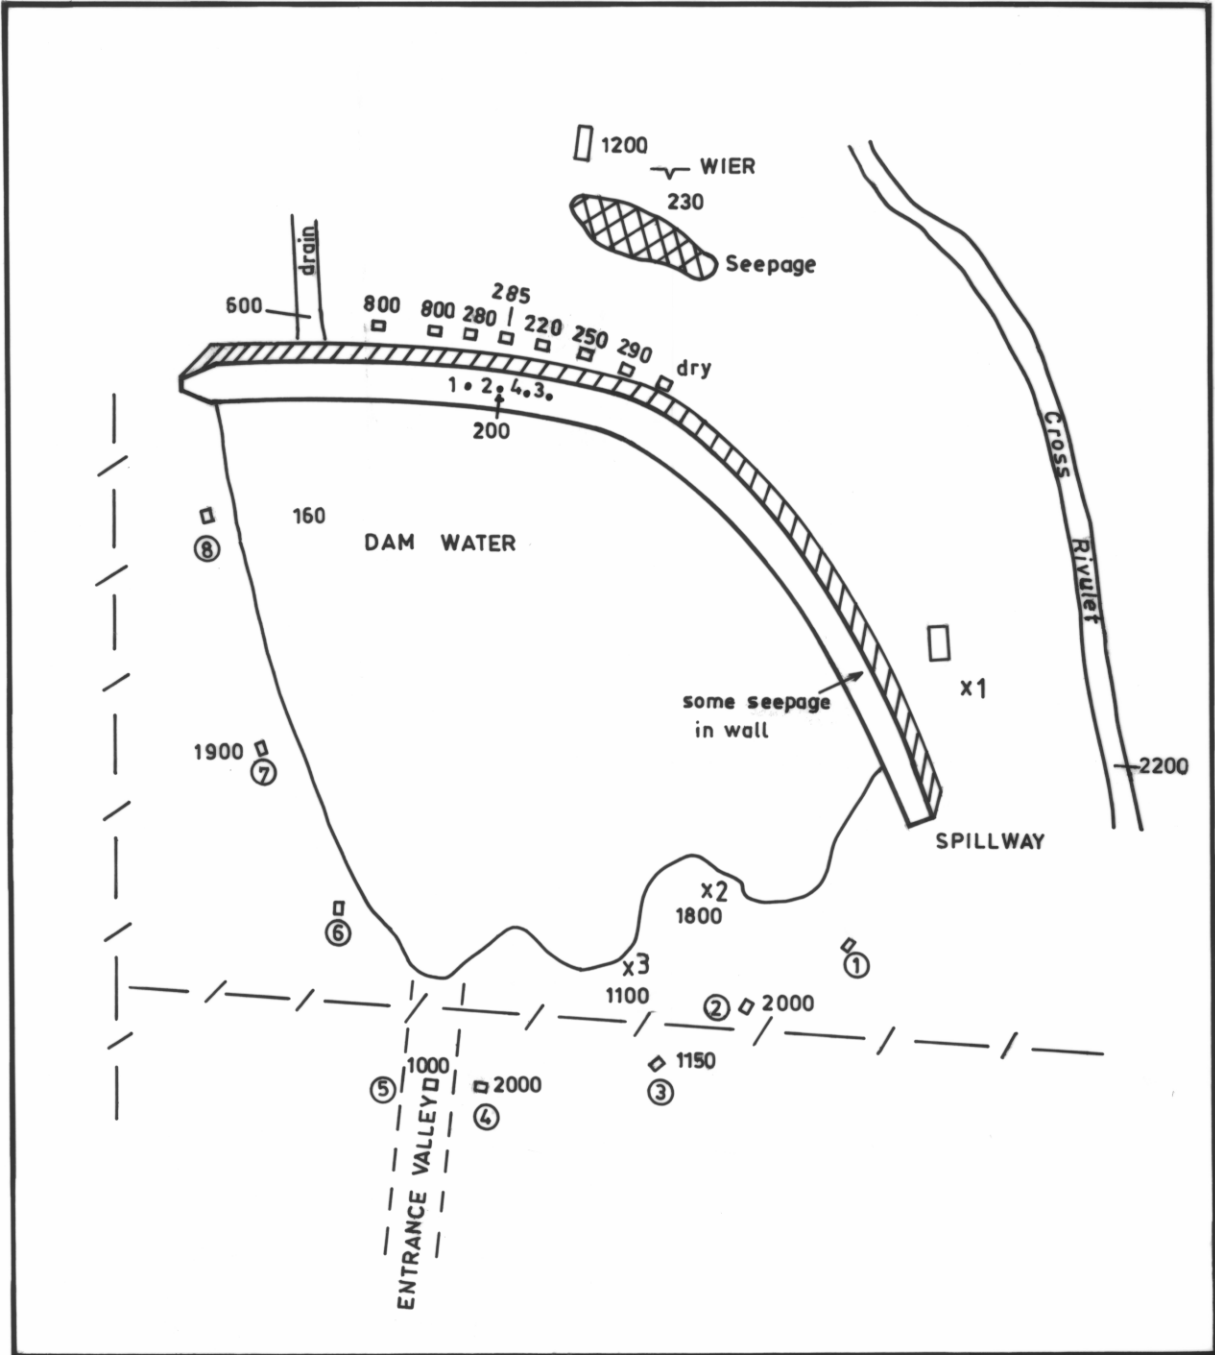 1200
WIER
230
Seepage
drain
600
800
800
280
285
220
250
290
dry
1 2 4 3
200
160
DAM WATER
8
Cross
Rivulet
some seepage
in wall
x1
2200
1900
7
SPILLWAY
6
x2
1800
x3
1100
1
2
2000
1150
3
1000
5
2000
4
ENTRANCE VALLEY